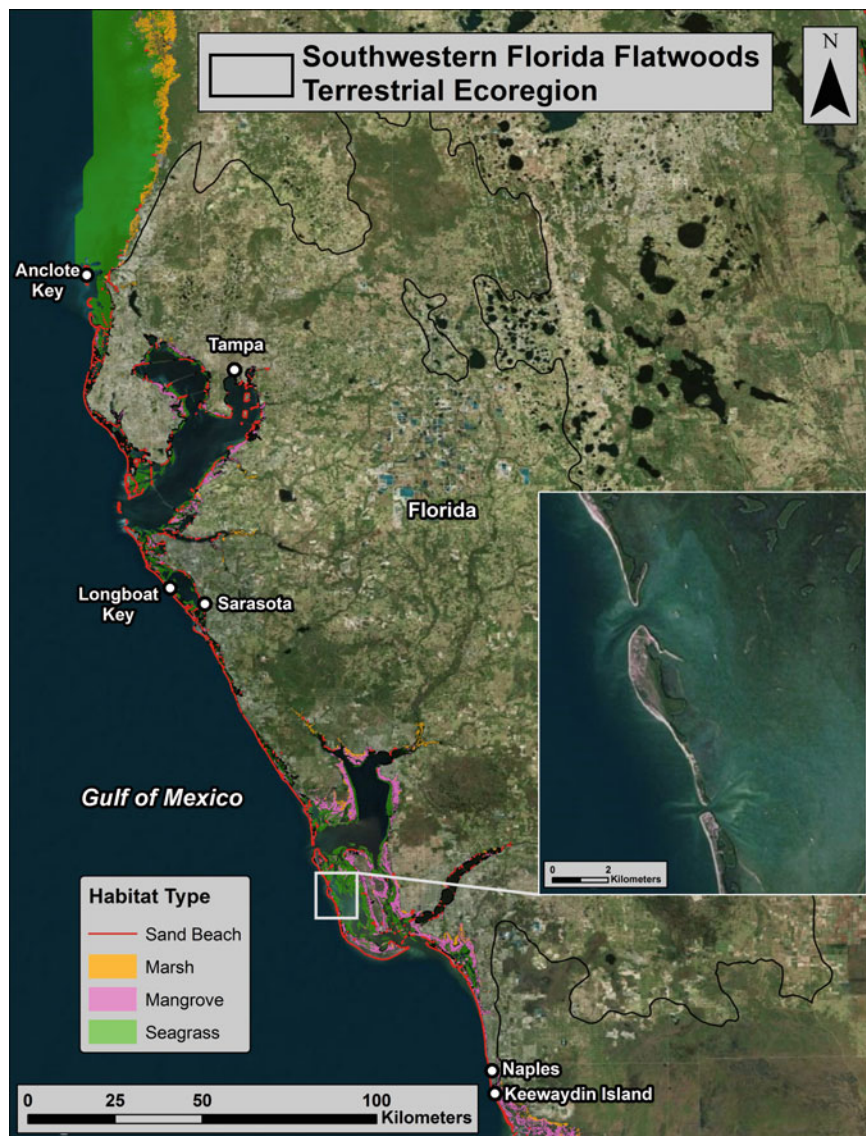 Southwestern Florida Flatwoods
Terrestrial Ecoregion
N
Anclote
Key
Tampa
Florida
Longboat
Key
Sarasota
Gulf of Mexico
0 2
Kilometers
Habitat Type
Sand Beach
Marsh
Mangrove
Seagrass
Naples
Keewaydin Island
0 25 50 100
Kilometers